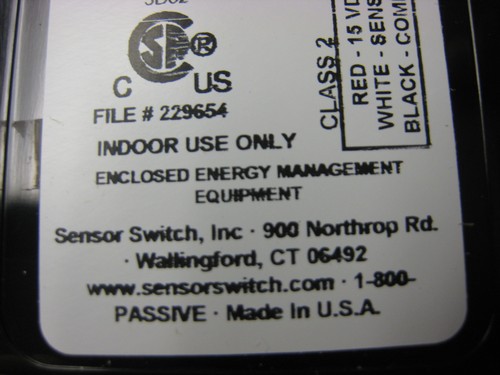 C US
FILE # 229654
INDOOR USE ONLY
ENCLOSED ENERGY MANAGEMENT
EQUIPMENT
Sensor Switch, Inc · 900 Northrop Rd.
· Wallingford, CT 06492
www.sensorswitch.com · 1-800-
PASSIVE · Made In U.S.A.
CLASS 2
RED - 15 VD
WHITE - SENS
BLACK - COM